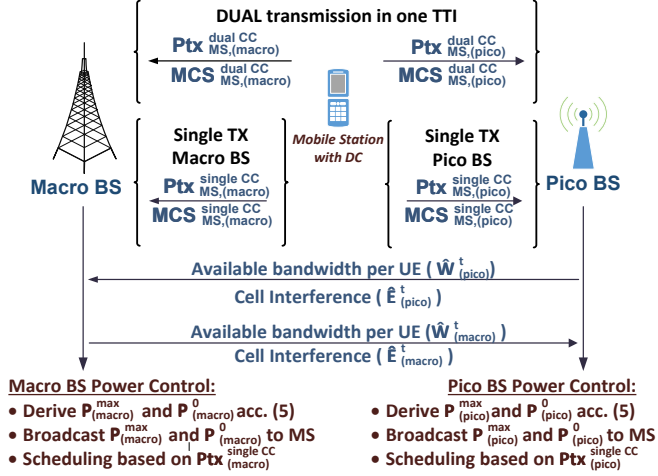 DUAL transmission in one TTI
Ptx dual CC MS,(macro)
Ptx dual CC MS,(pico)
MCS dual CC MS,(macro)
MCS dual CC MS,(pico)
Mobile Station
with DC
Single TX
Macro BS
Single TX
Pico BS
Macro BS
Pico BS
Ptx single CC MS,(macro)
Ptx single CC MS,(pico)
MCS single CC MS,(macro)
MCS single CC MS,(pico)
Available bandwidth per UE ( Ŵ t (pico))
Cell Interference ( Ê t (pico) )
Available bandwidth per UE (Ŵ t (macro) )
Cell Interference ( Ê t (macro) )
Macro BS Power Control:
• Derive P max (macro) and P 0 (macro) acc. (5)
• Broadcast P max (macro) and P 0 (macro) to MS
• Scheduling based on Ptx single CC (macro)
Pico BS Power Control:
• Derive P max (pico) and P 0 (pico) acc. (5)
• Broadcast P max (pico) and P 0 (pico) to MS
• Scheduling based on Ptx single CC (pico)